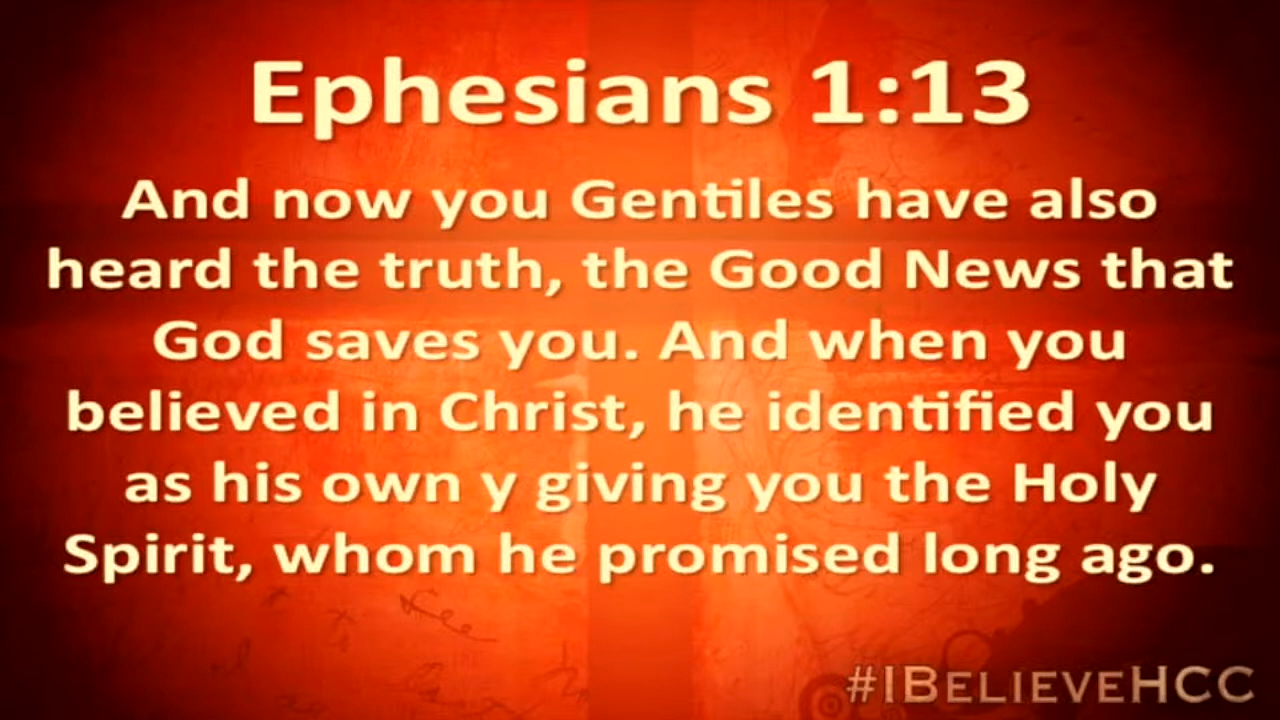 Ephesians 1:13
And now you Gentiles have also
heard the truth, the Good News that
God saves you. And when you
believed in Christ, he identified you
as his own y giving you the Holy
Spirit, whom he promised long ago.
#IBELIEVEHCC